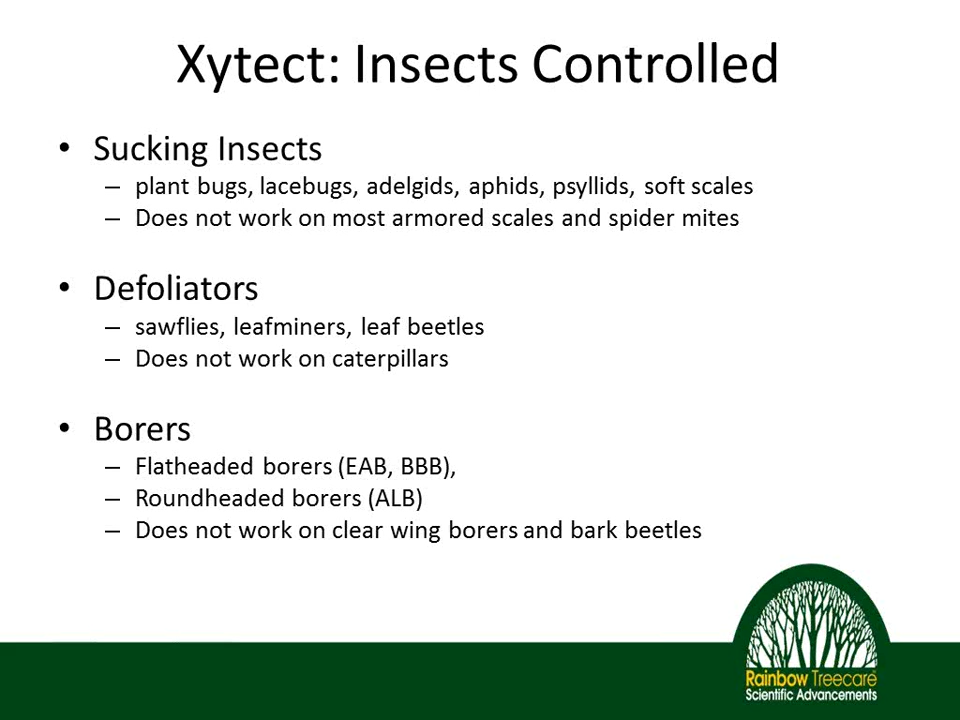 Xytect: Insects Controlled
• Sucking Insects
– plant bugs, lacebugs, adelgids, aphids, psyllids, soft scales
– Does not work on most armored scales and spider mites
• Defoliators
– sawflies, leafminers, leaf beetles
– Does not work on caterpillars
• Borers
– Flatheaded borers (EAB, BBB),
– Roundheaded borers (ALB)
– Does not work on clear wing borers and bark beetles
Rainbow Treecare
Scientific Advancements